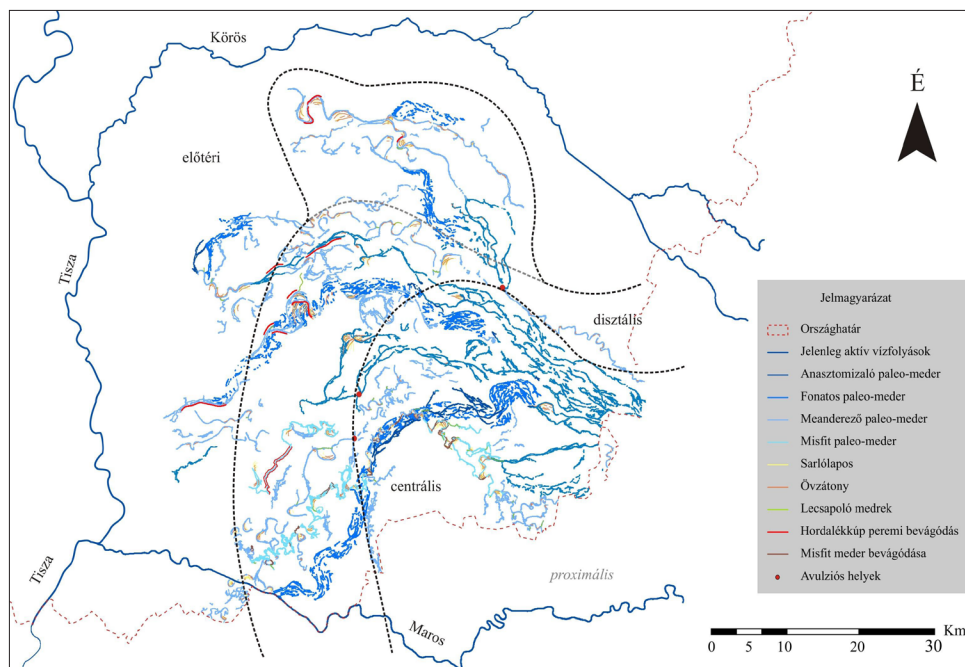 Körös
É
előtéri
Tisza
disztális
centrális
proximális
Tisza
Maros
Jelmagyarázat
Országhatár
Jelenleg aktív vízfolyások
Anasztomizaló paleo-meder
Fonatos paleo-meder
Meanderező paleo-meder
Misfit paleo-meder
Sarlólapos
Övzátony
Lecsapoló medrek
Hordalékkúp peremi bevágódás
Misfit meder bevágódása
Avulziós helyek
Km
0 5 10 20 30